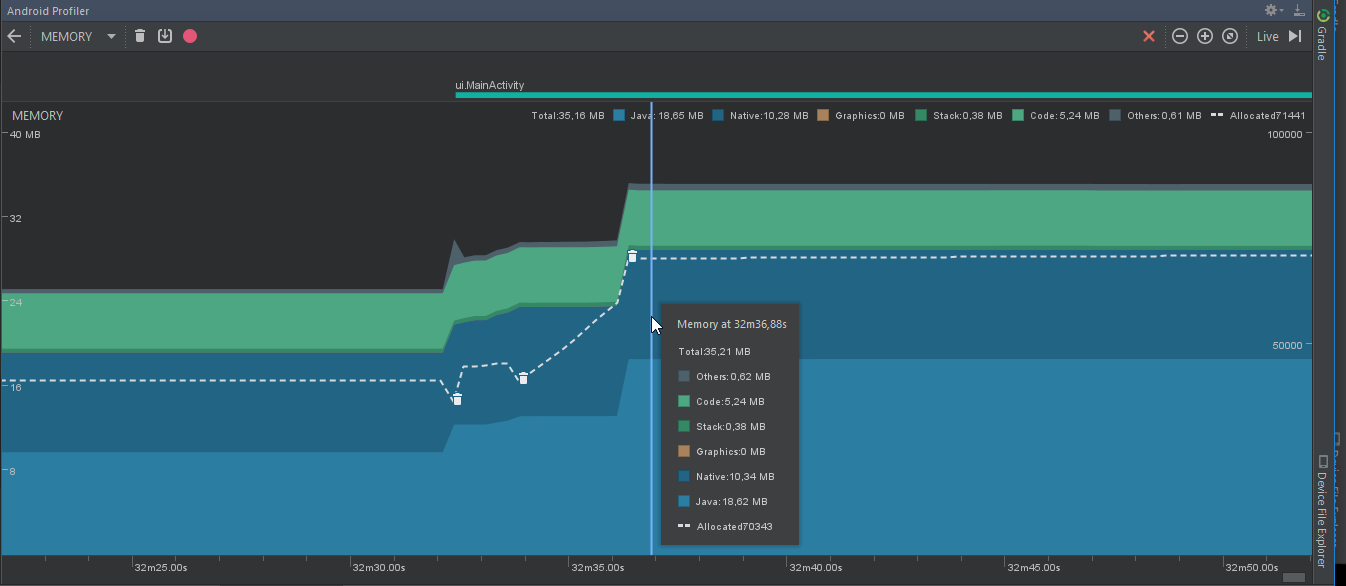 Android Profiler
MEMORY
Live
Gradle
ui.MainActivity
MEMORY
Total:35,16 MB Java: 18,65 MB Native:10,28 MB Graphics:0 MB Stack:0,38 MB Code: 5,24 MB Others: 0,61 MB Allocated71441
40 MB
100000
32
24
Memory at 32m36,88s
Total:35,21 MB
50000
Others: 0,62 MB
16
Code:5,24 MB
Stack:0,38 MB
Graphics:0 MB
8
Native:10,34 MB
Java: 18,62 MB
Allocated70343
Device File Explorer
32m25.00s 32m30.00s 32m35.00s 32m40.00s 32m45.00s 32m50.00s